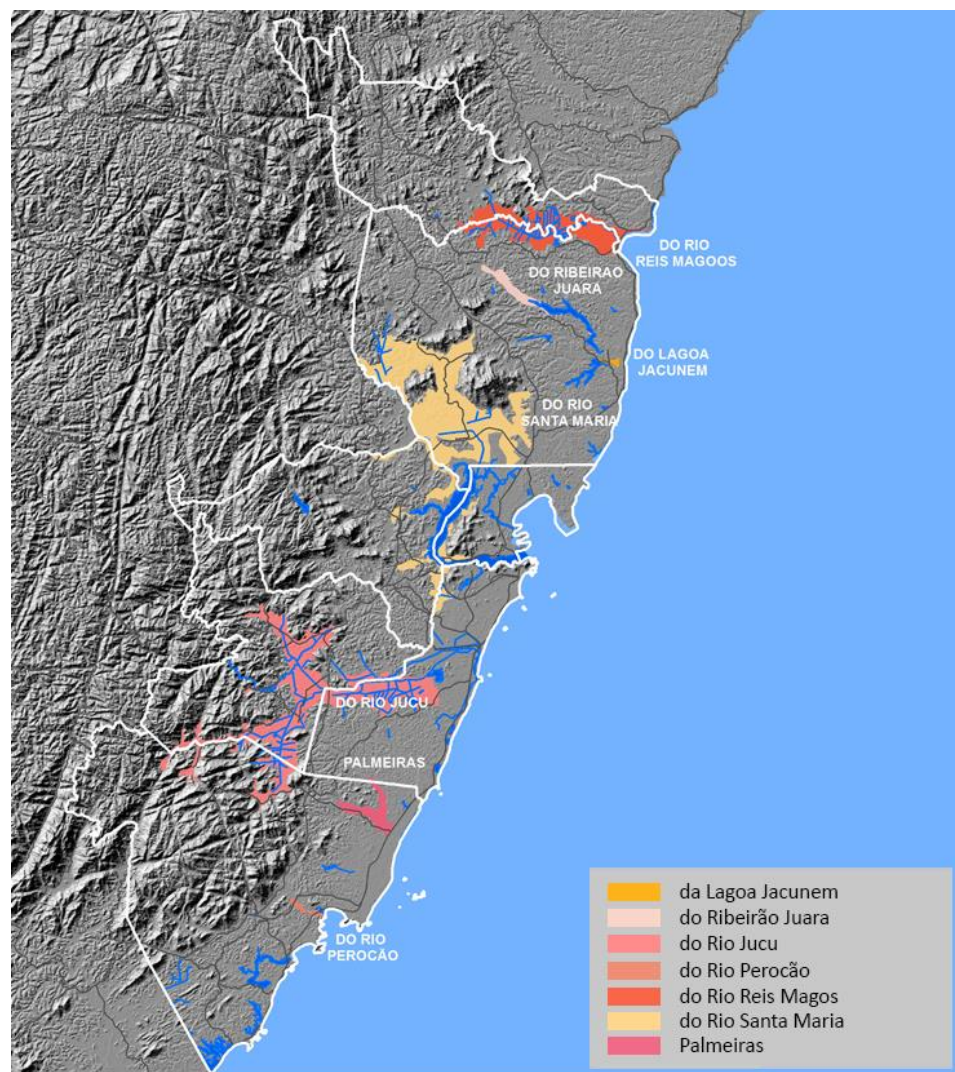 DO RIO
REIS MAGOOS
DO RIBEIRAO
JUARA
DO LAGOA
JACUNEM
DO RIO
SANTA MARIA
DO RIO JUCU
PALMEIRAS
DO RIO
PEROCÃO
da Lagoa Jacunem
do Ribeirão Juara
do Rio Jucu
do Rio Perocão
do Rio Reis Magos
do Rio Santa Maria
Palmeiras